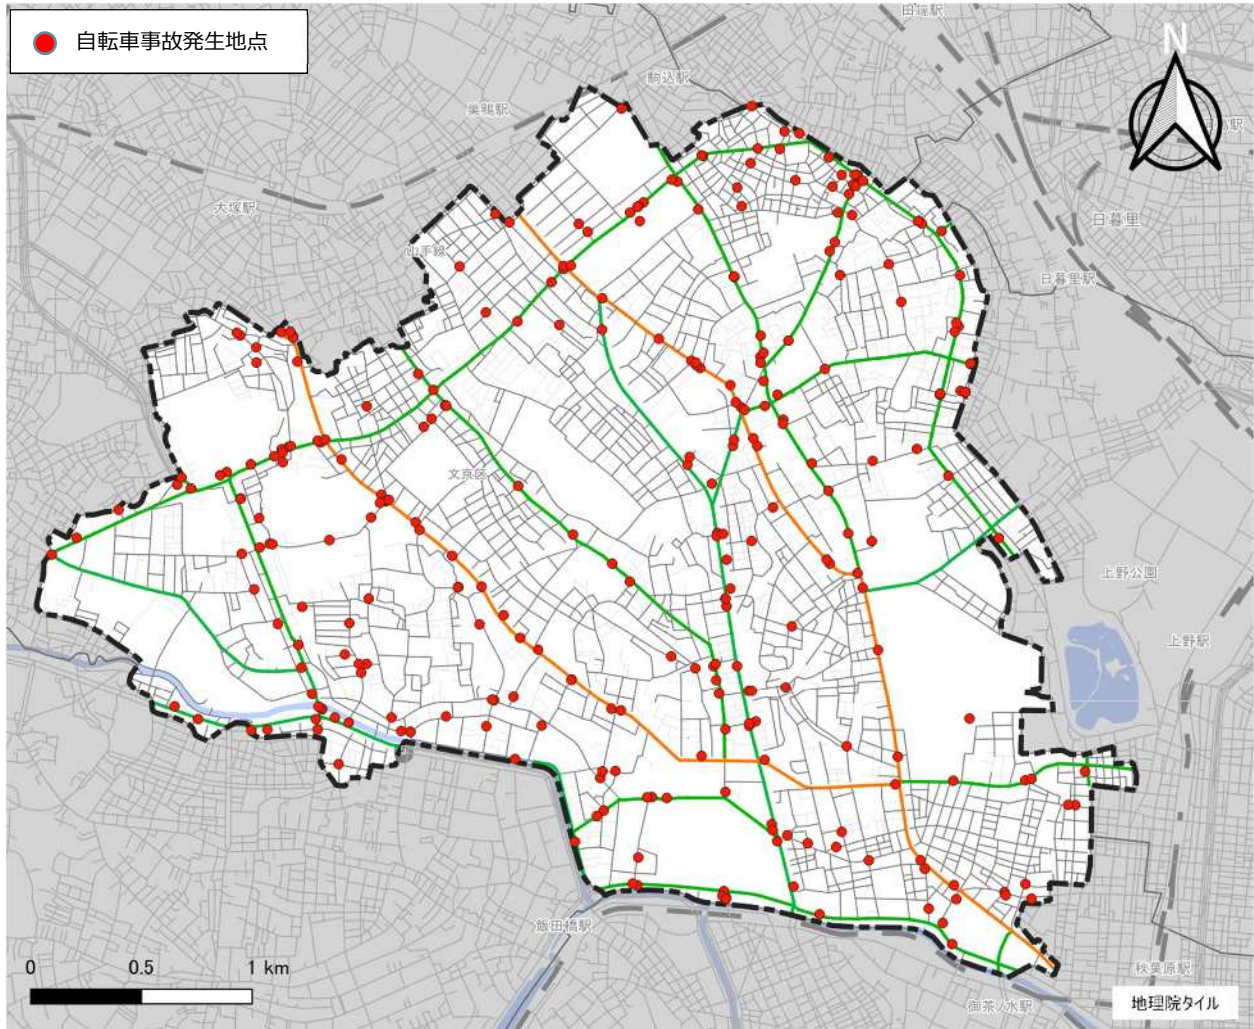 自転車事故発生地点
N
田端駅
駒込駅
巣鴨駅
大塚駅
日暮里
山手線
日暮里駅
文京区
上野公園
上野駅
飯田橋駅
秋葉原駅
御茶ノ水駅
0 0.5 1 km
地理院タイル